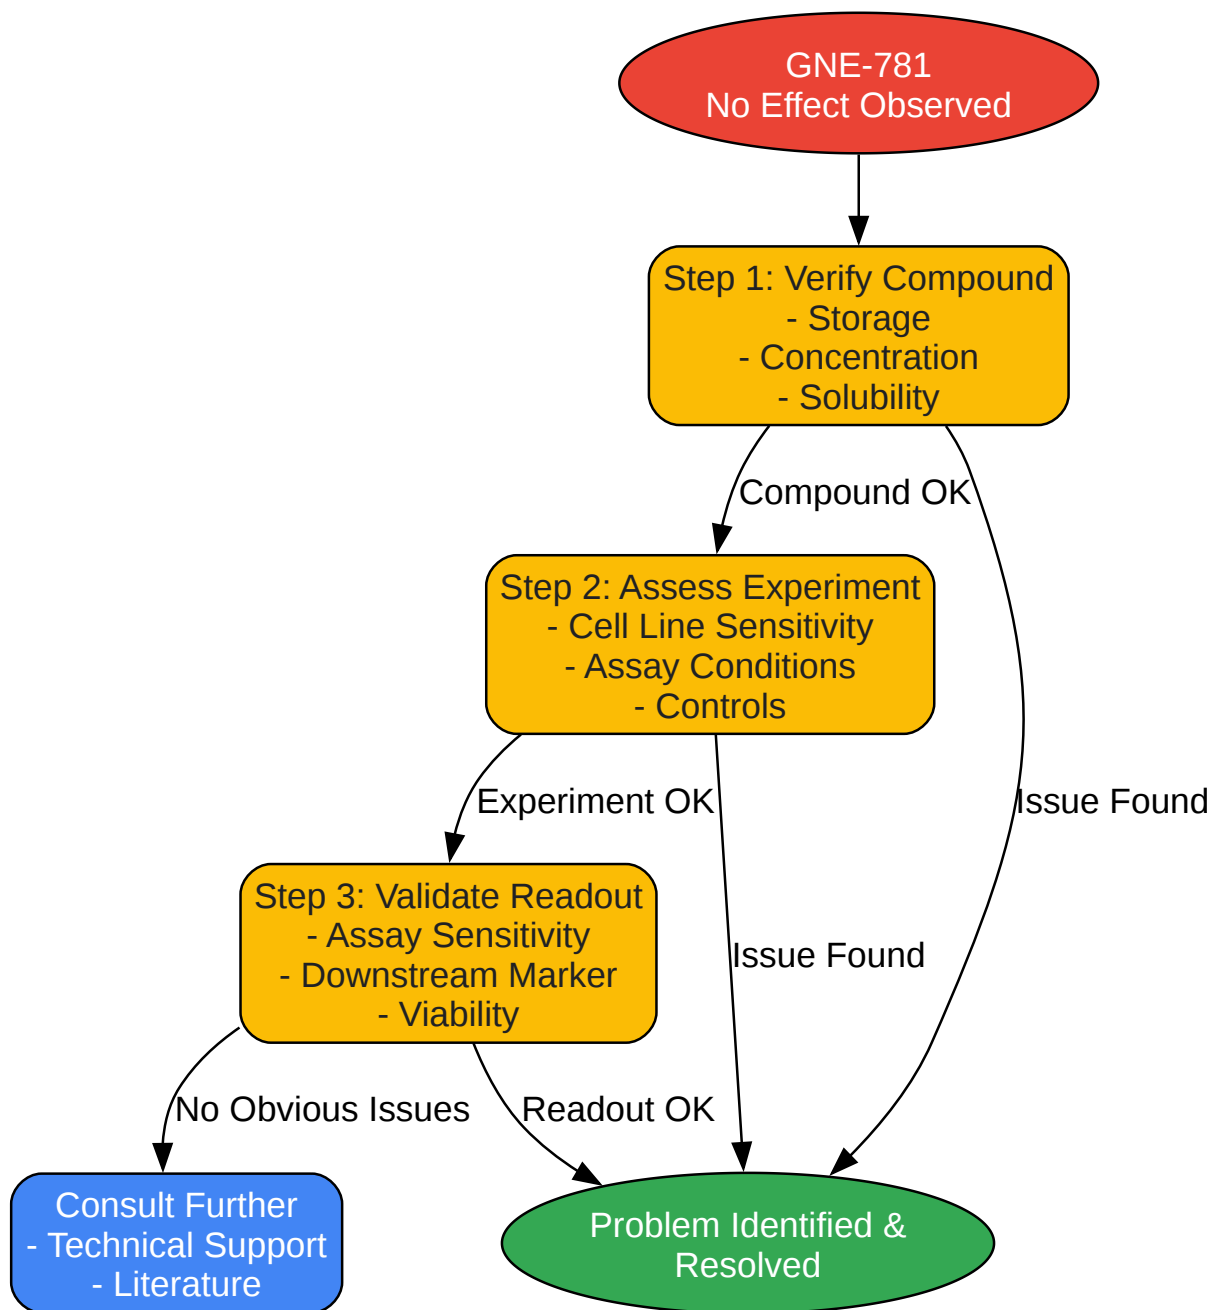 GNE-781
No Effect Observed
Step 1: Verify Compound
- Storage
- Concentration
- Solubility
Compound OK
Step 2: Assess Experiment
- Cell Line Sensitivity
- Assay Conditions
- Controls
Experiment OK
Issue Found
Step 3: Validate Readout
- Assay Sensitivity
- Downstream Marker
- Viability
Issue Found
No Obvious Issues
Readout OK
Consult Further
- Technical Support
- Literature
Problem Identified &
Resolved